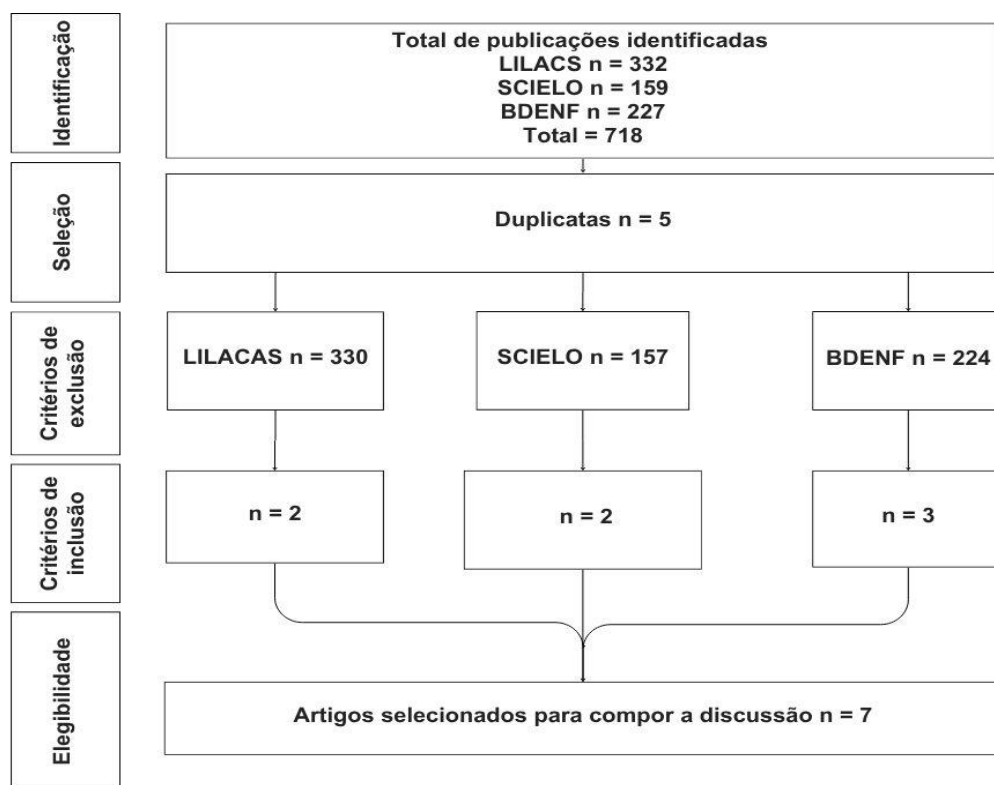 Identificação
Total de publicações identificadas
LILACS n = 332
SCIELO n = 159
BDENF n = 227
Total = 718
Seleção
Duplicatas n = 5
Critérios de
exclusão
LILACAS n = 330
SCIELO n = 157
BDENF n = 224
Critérios de
inclusão
n = 2
n = 2
n = 3
Elegibilidade
Artigos selecionados para compor a discussão n = 7